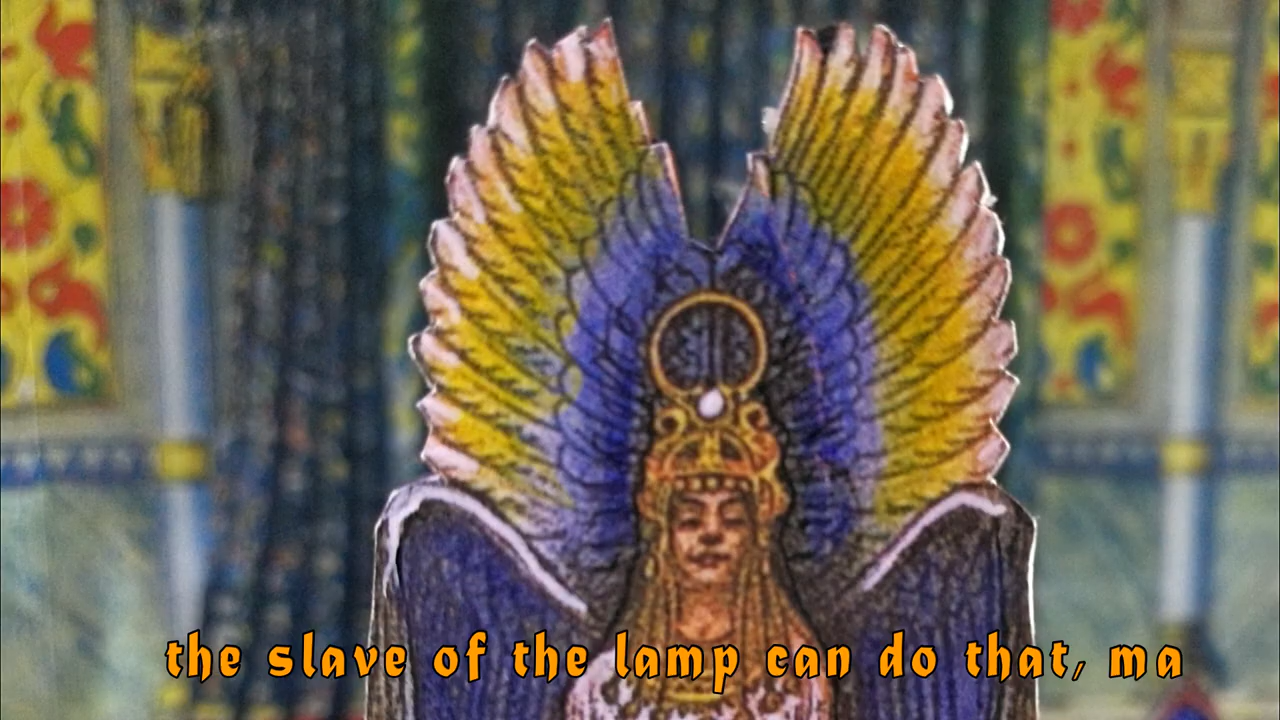 the slave of the lamp can do that, ma